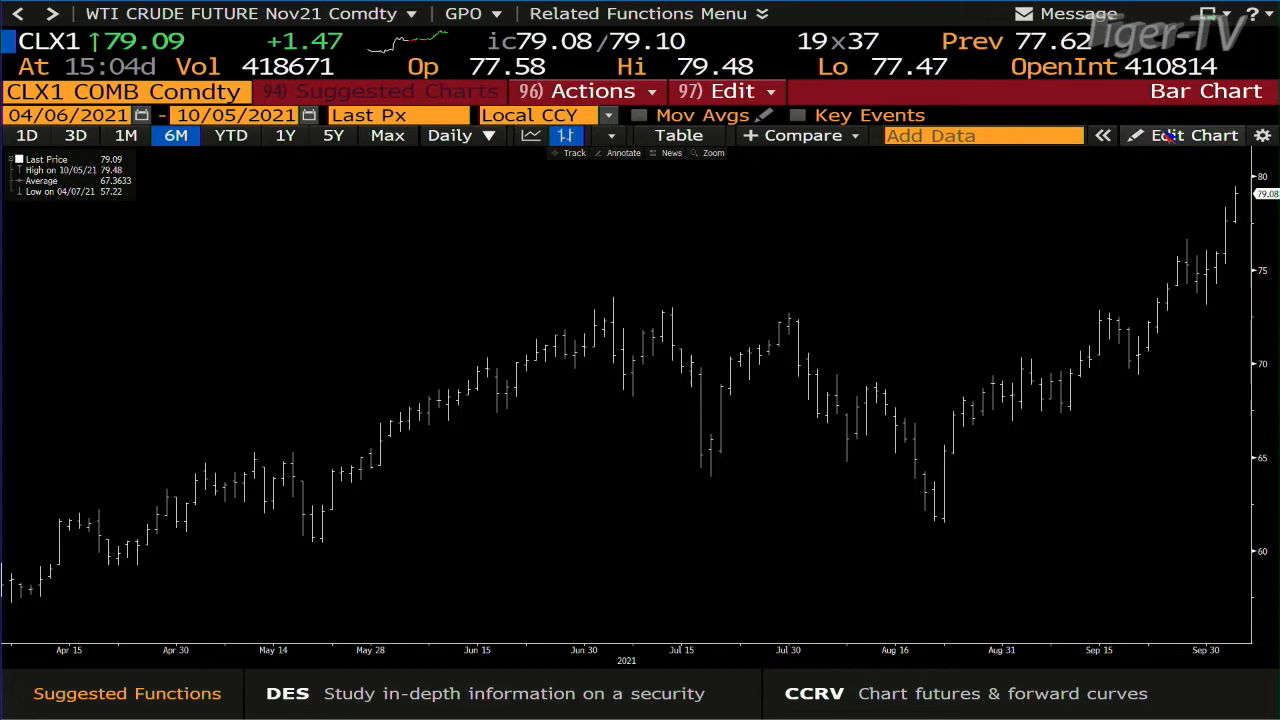 WTI CRUDE FUTURE Nov21 Comdty GPO Related Functions Menu Message ?
Tiger-TV
CLX1 ↑79.09 +1.47 ic79.08/79.10 19×37 Prev 77.62
At 15:04d Vol 418671 Op 77.58 Hi 79.48 Lo 77.47 OpenInt 410814
CLX1 COMB Comdty 94) Suggested Charts 96) Actions 97) Edit Bar Chart
04/06/2021 - 10/05/2021 Last Px Local CCY Mov Avgs Key Events
1D 3D 1M 6M YTD 1Y 5Y Max Daily ▼ Table + Compare Add Data « Edit Chart
Track Annotate News Zoom
Last Price 79.09
High on 10/05/21 79.48
Average 67.3633
Low on 04/07/21 57.22
80
79.08
75
70
65
60
Apr 15 Apr 30 May 14 May 28 Jun 15 Jun 30 Jul 15 Jul 30 Aug 16 Aug 31 Sep 15 Sep 30
2021
Suggested Functions DES Study in-depth information on a security CCRV Chart futures & forward curves